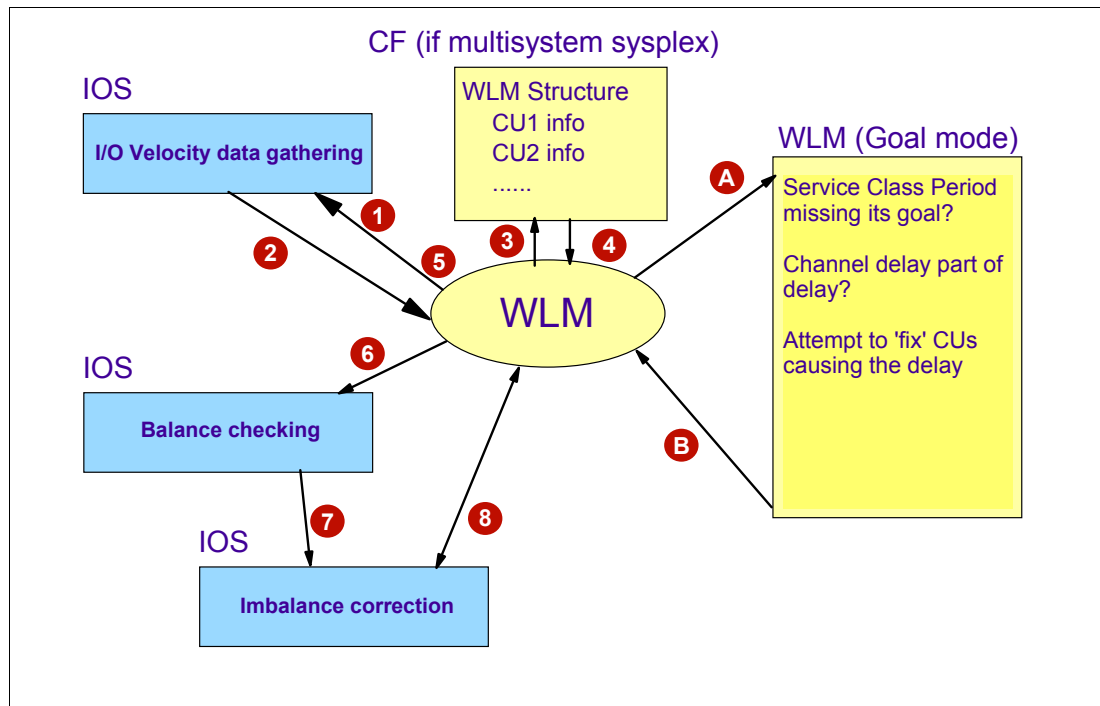 CF (if multisystem sysplex)
WLM Structure
CU1 info
CU2 info
......
IOS
I/O Velocity data gathering
WLM (Goal mode)
Service Class Period
missing its goal?
Channel delay part of
delay?
Attempt to 'fix' CUs
causing the delay
A
1
2
3
4
5
WLM
6
IOS
Balance checking
B
7
8
IOS
Imbalance correction